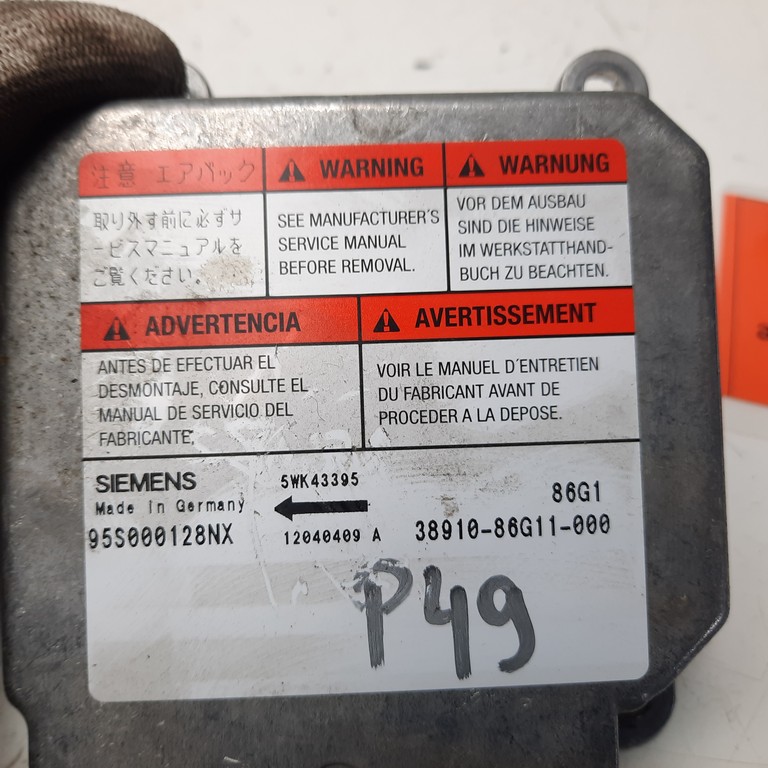 注意 エアバック
取り外す前に必ずサ
ービスマニュアルを
ご覧ください。
WARNING
SEE MANUFACTURER'S
SERVICE MANUAL
BEFORE REMOVAL.
WARNUNG
VOR DEM AUSBAU
SIND DIE HINWEISE
IM WERKSTATTHAND-
BUCH ZU BEACHTEN.
ADVERTENCIA
ANTES DE EFECTUAR EL
DESMONTAJE, CONSULTE EL
MANUAL DE SERVICIO DEL
FABRICANTE,
AVERTISSEMENT
VOIR LE MANUEL D'ENTRETIEN
DU FABRICANT AVANT DE
PROCEDER A LA DEPOSE.
SIEMENS
Made in Germany
95S000128NX
5WK43395
12040409 A
86G1
38910-86G11-000
P49